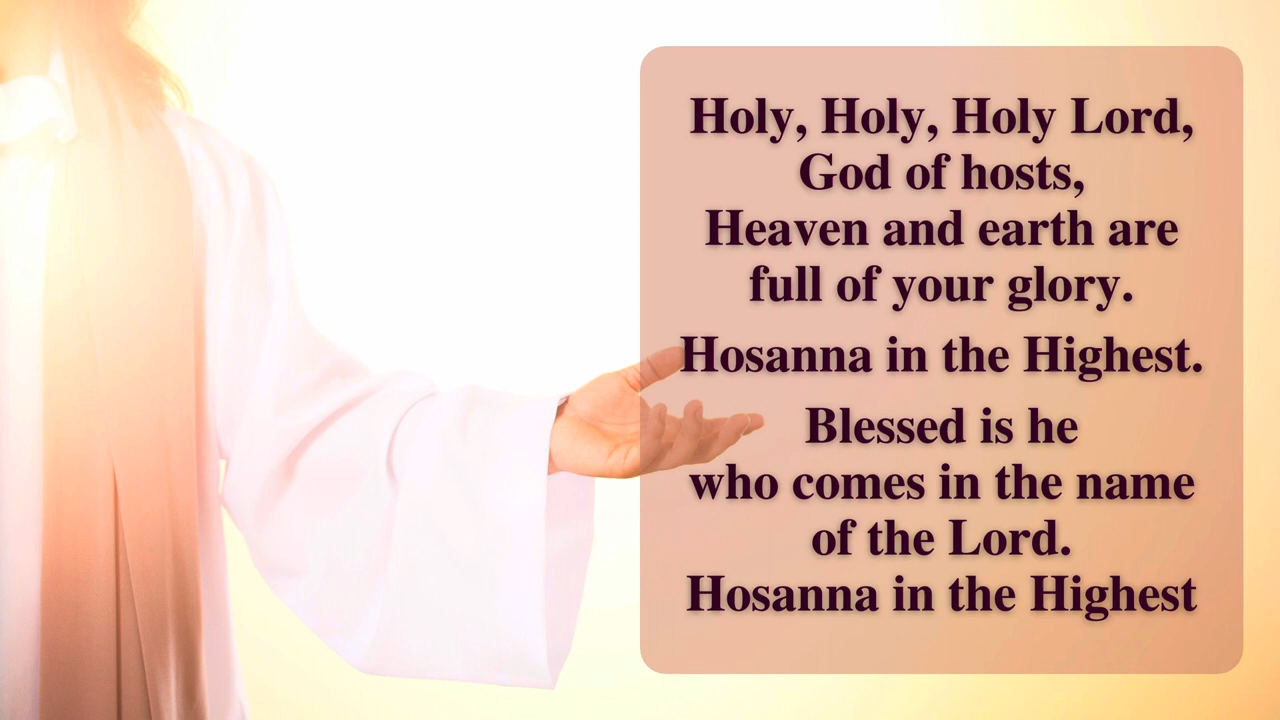 Holy, Holy, Holy Lord,
God of hosts,
Heaven and earth are
full of your glory.
Hosanna in the Highest.
Blessed is he
who comes in the name
of the Lord.
Hosanna in the Highest